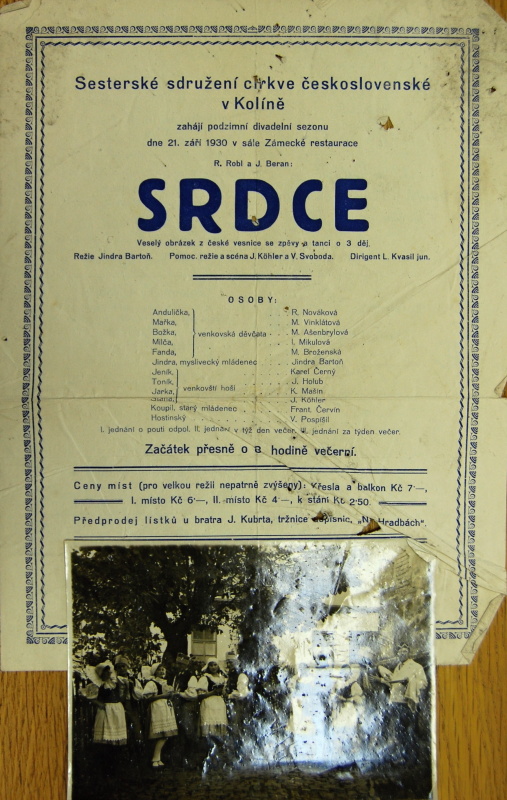 Sesterské sdružení církve československé
v Kolíně
zahájí podzimní divadelní sezonu
dne 21. září 1930 v sále Zámecké restaurace
R. Robl a J. Beran:
SRDCE
Veselý obrázek z české vesnice se zpěvy a tanci o 3 děj.
Režie Jindra Bartoň. Pomoc. režie a scéna J. Köhler a V. Svoboda. Dirigent L. Kvasil jun.
OSOBY:
Andulička, . . . R. Nováková
Mařka, . . . M. Vinklátová
Božka, venkovská děvčata . . . M. Ašenbrylová
Milča, . . . I. Mikulová
Fanda, . . . M. Broženská
Jindra, myslivecký mládenec . . . Jindra Bartoň
Jeník, . . . Karel Černý
Toník, venkovští hoši . . . J. Holub
Jarka, . . . K. Mašín
J. Köhler
Koupil, starý mládenec . . . Frant. Červín
Hostinský . . . V. Pospíšil
I. jednání o pouti odpol. II. jednání v týž den večer. III. jednání za týden večer.
Začátek přesně o 8 hodině večerní.
Ceny míst (pro velkou režii nepatrně zvýšeny): Křesla a balkon Kč 7·—,
I. místo Kč 6·—, II. místo Kč 4·—, k stání Kč 2·50.
Předprodej lístků u bratra J. Kubrta, tržnice dopisnic, „Na Hradbách“.